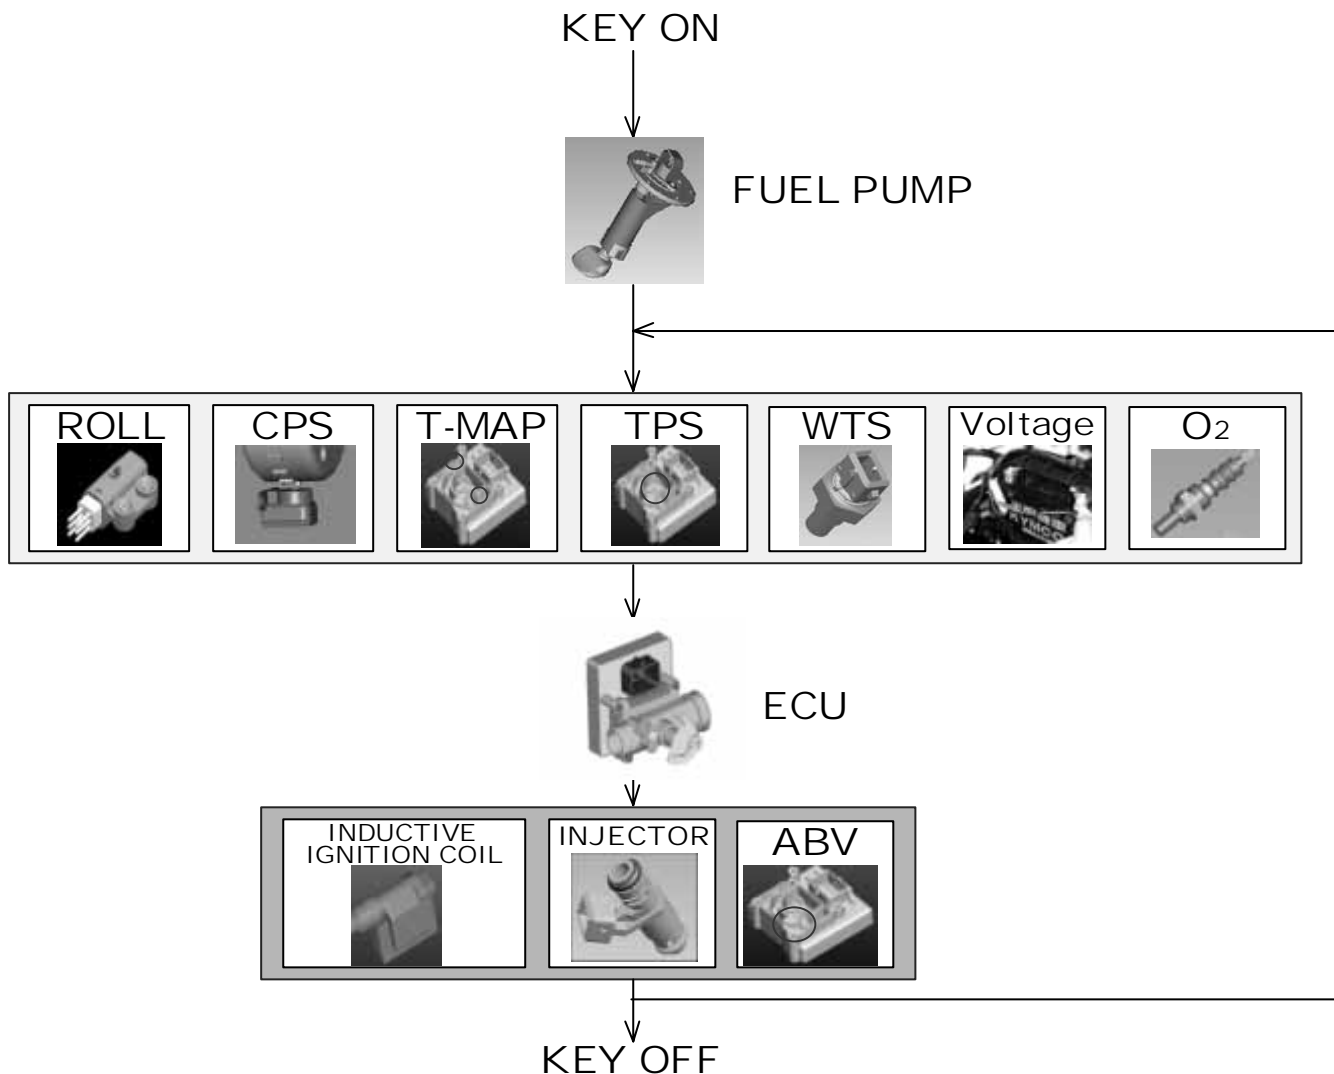 KEY ON
FUEL PUMP
ROLL
CPS
T-MAP
TPS
WTS
Voltage
O2
KYMCO
ECU
INDUCTIVE
IGNITION COIL
INJECTOR
ABV
KEY OFF